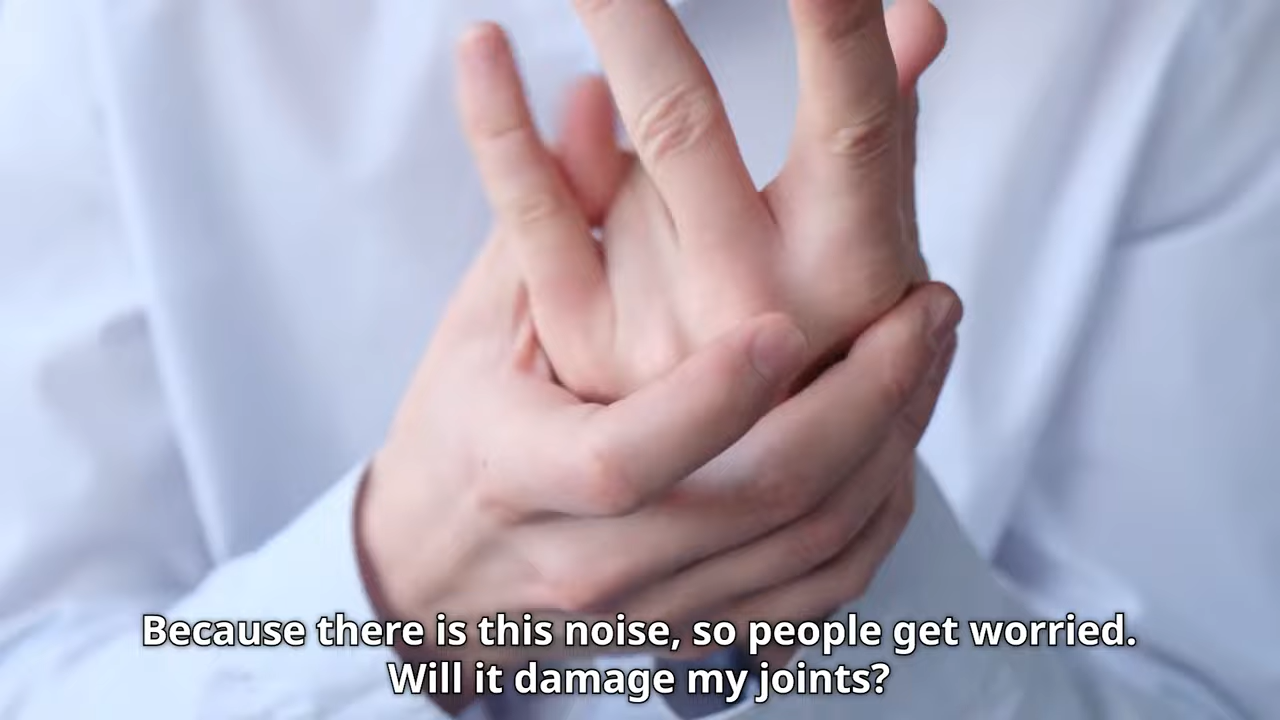 Because there is this noise, so people get worried.
Will it damage my joints?